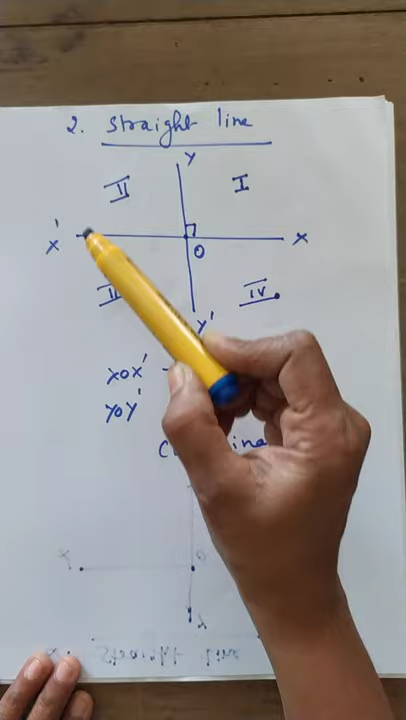 2. Straight line
Y
II I
X' O X
IV
Y'
XOX'
YOY'